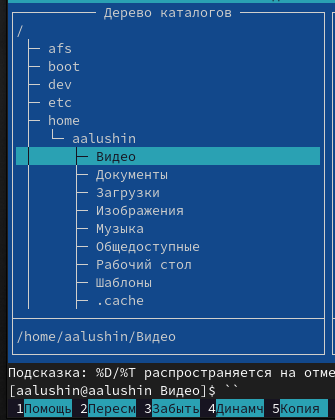 Дерево каталогов
/
afs
boot
dev
etc
home
aalushin
Видео
Документы
Загрузки
Изображения
Музыка
Общедоступные
Рабочий стол
Шаблоны
.cache
/home/aalushin/Видео
Подсказка: %D/%T распространяется на отме
[aalushin@aalushin Видео]$ ``
1Помощь 2Пересм 3Забыть 4Динамч 5Копия